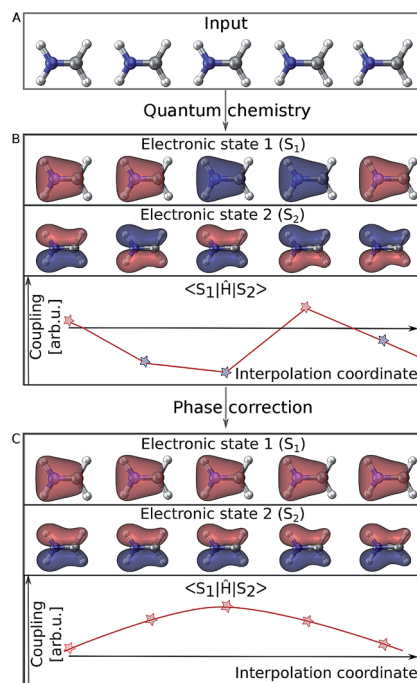 A
Input
Quantum chemistry
B
Electronic state 1 (S₁)
Electronic state 2 (S₂)
<S₁|Ĥ|S₂>
Coupling
[arb.u.]
Interpolation coordinate
Phase correction
C
Electronic state 1 (S₁)
Electronic state 2 (S₂)
<S₁|Ĥ|S₂>
Coupling
[arb.u.]
Interpolation coordinate